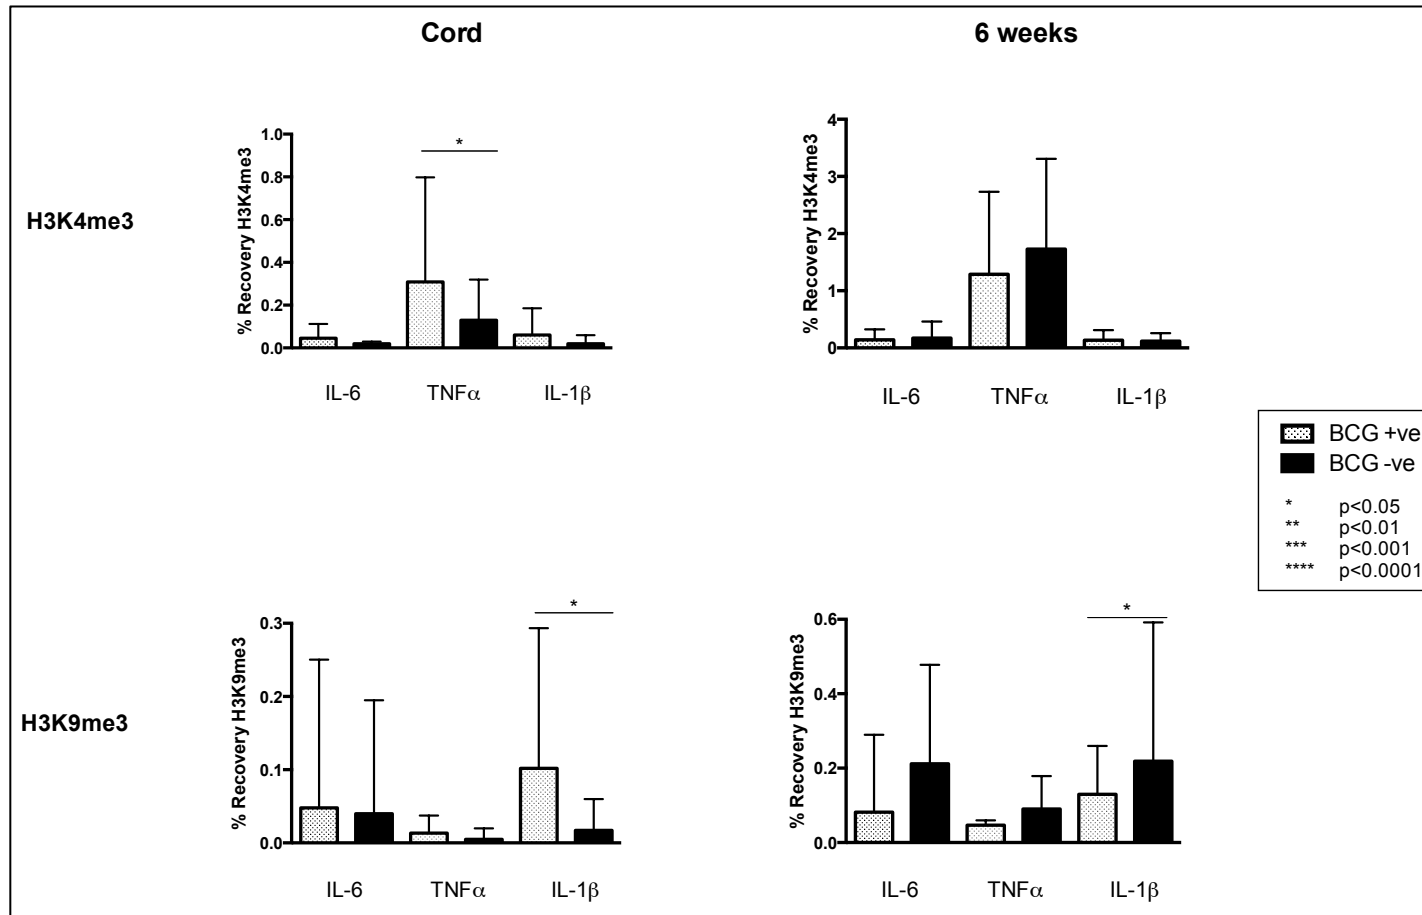 Cord
6 weeks
H3K4me3
% Recovery H3K4me3
1.0
0.8
0.6
0.4
0.2
0.0
*
IL-6
TNFα
IL-1β
% Recovery H3K4me3
4
3
2
1
0
IL-6
TNFα
IL-1β
BCG +ve
BCG -ve
* p<0.05
** p<0.01
*** p<0.001
**** p<0.0001
H3K9me3
% Recovery H3K9me3
0.3
0.2
0.1
0.0
*
IL-6
TNFα
IL-1β
% Recovery H3K9me3
0.6
0.4
0.2
0.0
*
IL-6
TNFα
IL-1β